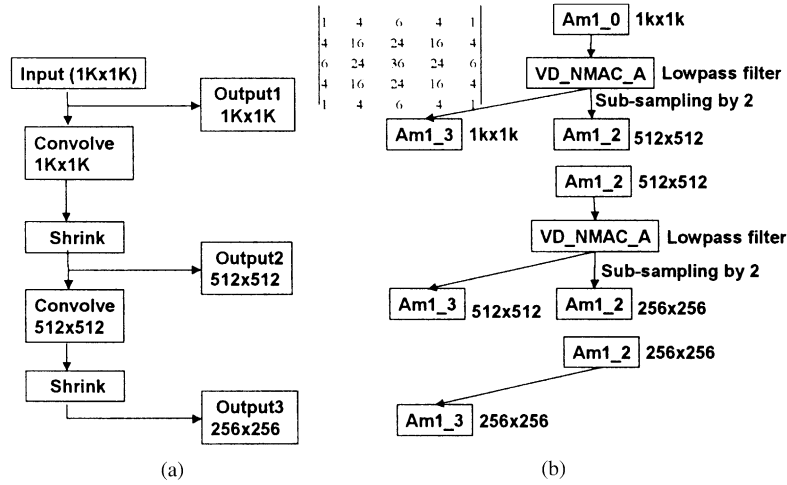 Input (1Kx1K)
Output1
1Kx1K
Convolve
1Kx1K
Shrink
Output2
512x512
Convolve
512x512
Shrink
Output3
256x256
(a)
1 4 6 4 1
4 16 24 16 4
6 24 36 24 6
4 16 24 16 4
1 4 6 4 1
Am1_0 1kx1k
VD_NMAC_A Lowpass filter
Sub-sampling by 2
Am1_3 1kx1k
Am1_2 512x512
Am1_2 512x512
VD_NMAC_A Lowpass filter
Sub-sampling by 2
Am1_3 512x512
Am1_2 256x256
Am1_2 256x256
Am1_3 256x256
(b)